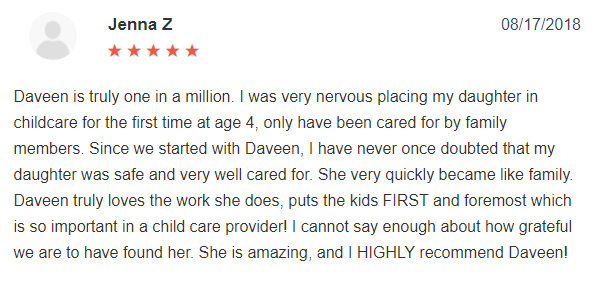 Jenna Z
08/17/2018
Daveen is truly one in a million. I was very nervous placing my daughter in
childcare for the first time at age 4, only have been cared for by family
members. Since we started with Daveen, I have never once doubted that my
daughter was safe and very well cared for. She very quickly became like family.
Daveen truly loves the work she does, puts the kids FIRST and foremost which
is so important in a child care provider! I cannot say enough about how grateful
we are to have found her. She is amazing, and I HIGHLY recommend Daveen!